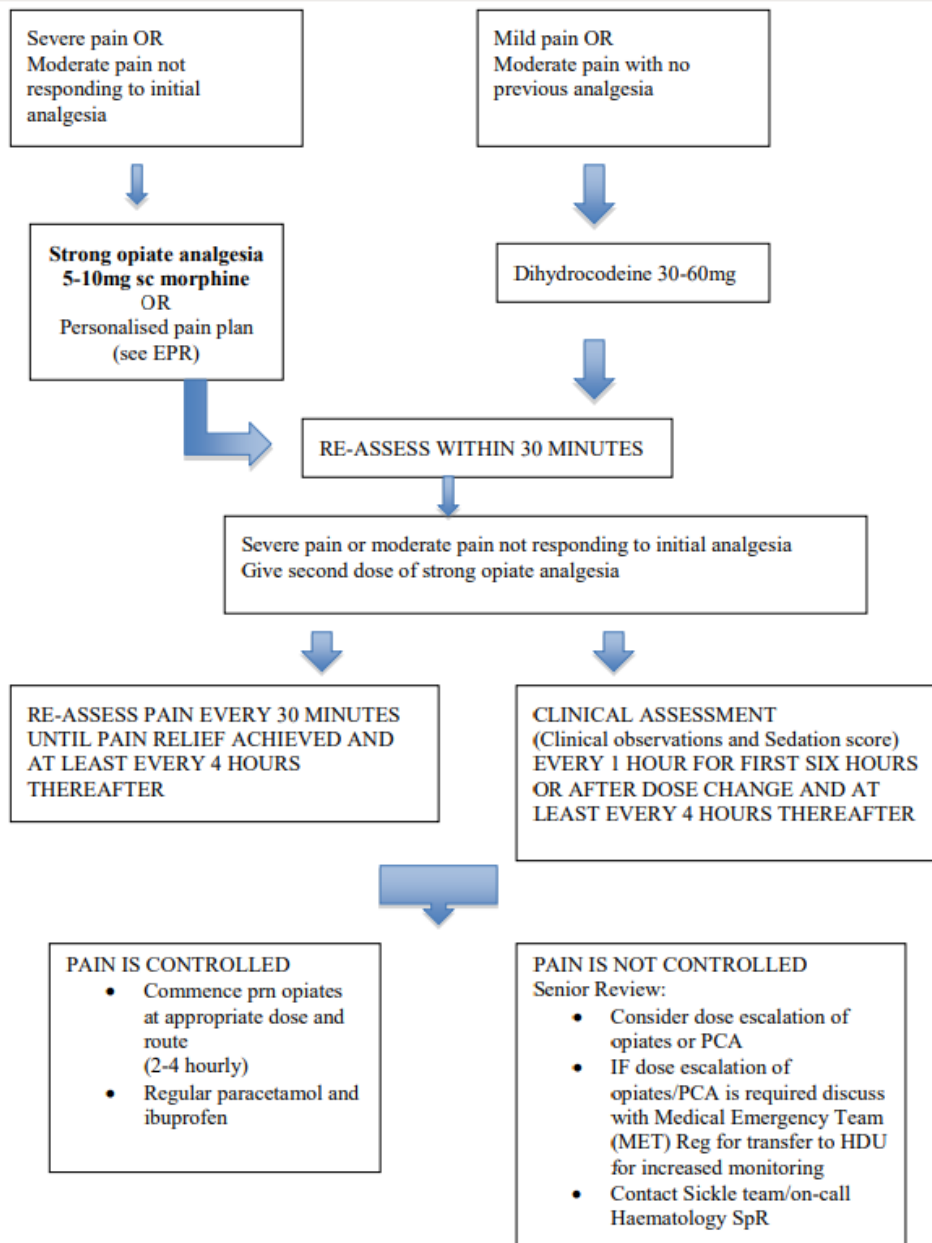 Severe pain OR
Moderate pain not
responding to initial
analgesia
Mild pain OR
Moderate pain with no
previous analgesia
Strong opiate analgesia
5-10mg sc morphine
OR
Personalised pain plan
(see EPR)
Dihydrocodeine 30-60mg
RE-ASSESS WITHIN 30 MINUTES
Severe pain or moderate pain not responding to initial analgesia
Give second dose of strong opiate analgesia
RE-ASSESS PAIN EVERY 30 MINUTES
UNTIL PAIN RELIEF ACHIEVED AND
AT LEAST EVERY 4 HOURS
THEREAFTER
CLINICAL ASSESSMENT
(Clinical observations and Sedation score)
EVERY 1 HOUR FOR FIRST SIX HOURS
OR AFTER DOSE CHANGE AND AT
LEAST EVERY 4 HOURS THEREAFTER
PAIN IS CONTROLLED
• Commence prn opiates
at appropriate dose and
route
(2-4 hourly)
• Regular paracetamol and
ibuprofen
PAIN IS NOT CONTROLLED
Senior Review:
• Consider dose escalation of
opiates or PCA
• IF dose escalation of
opiates/PCA is required discuss
with Medical Emergency Team
(MET) Reg for transfer to HDU
for increased monitoring
• Contact Sickle team/on-call
Haematology SpR